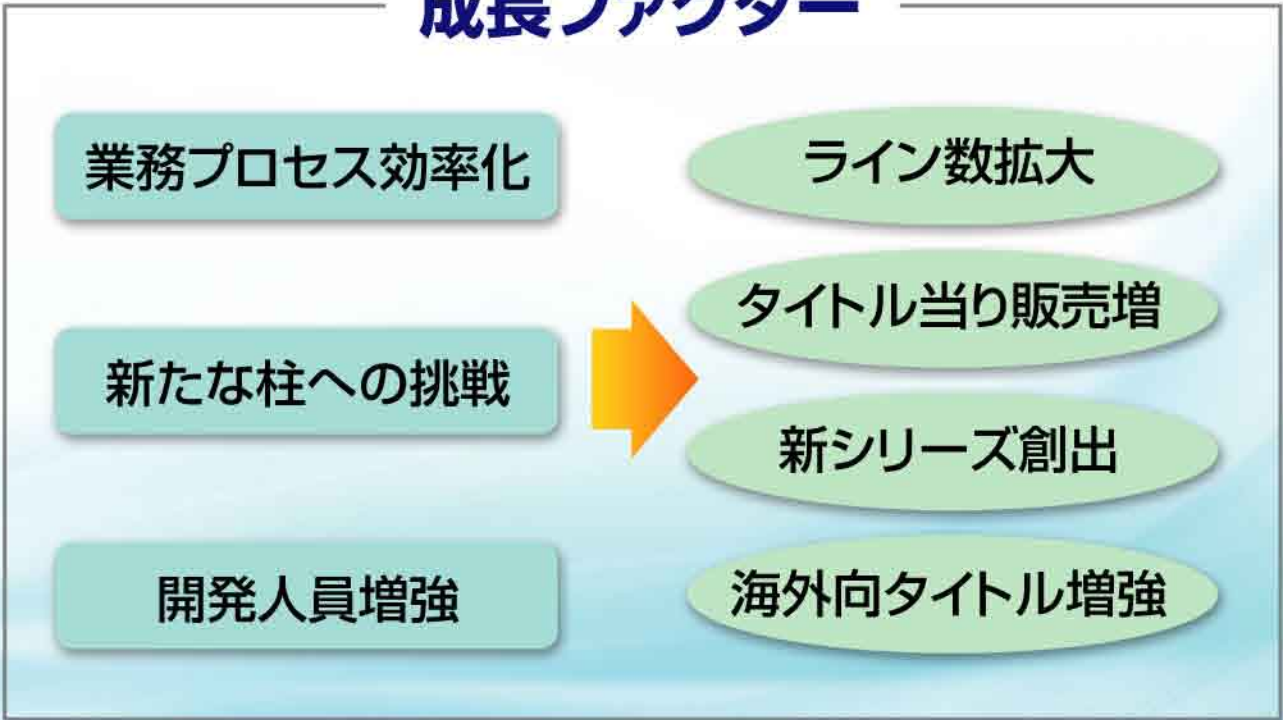 成長ファクター
業務プロセス効率化
新たな柱への挑戦
開発人員増強
ライン数拡大
タイトル当り販売増
新シリーズ創出
海外向タイトル増強